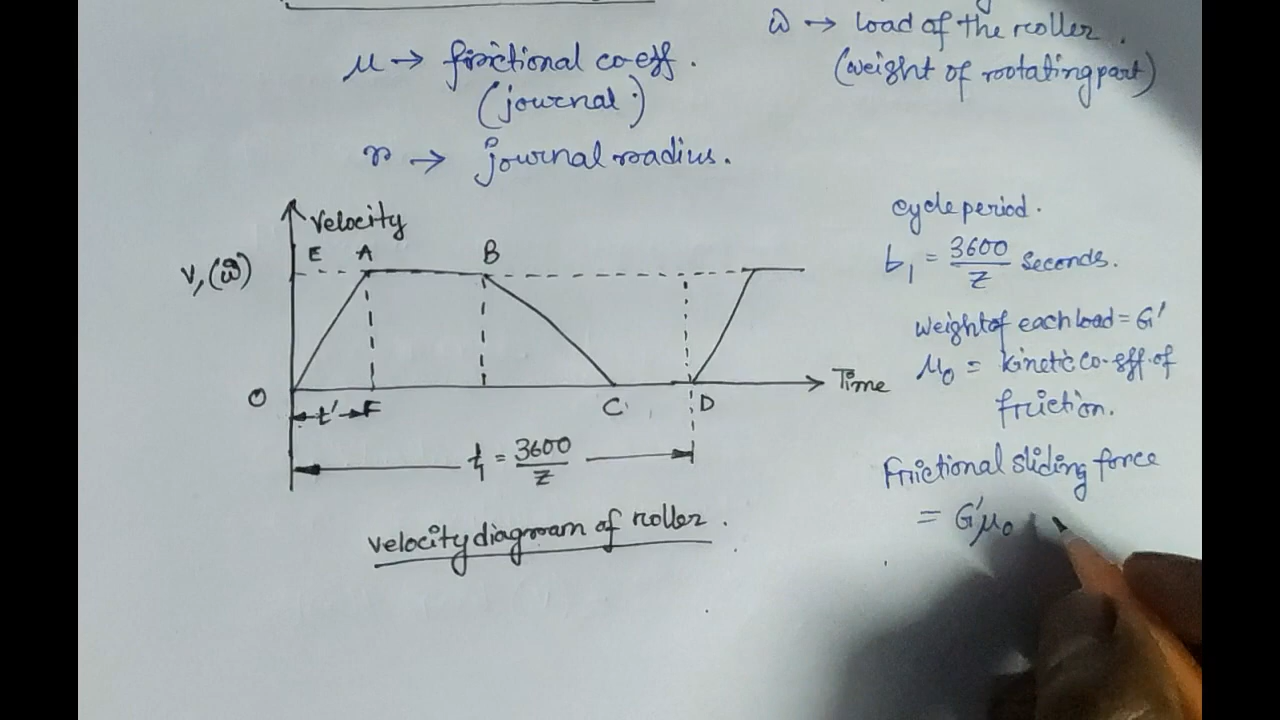 μ → frictional co-eff.
(journal)
r → journal radius.
ω → load of the roller.
(weight of rotating part)
Velocity
E A B
V, (ω)
O
t' F C D Time
t₁ = 3600/Z
velocity diagram of roller.
cycle period.
t₁ = 3600/Z seconds.
weight of each load = G'
μ₀ = kinetic co-eff. of
friction.
Frictional sliding force
= G'μ₀